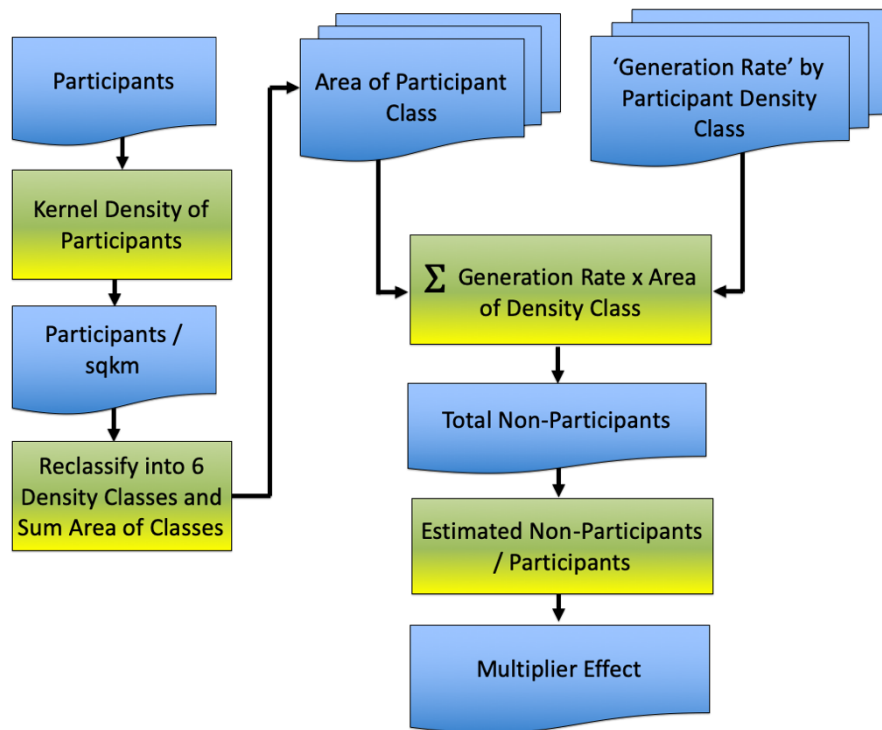 Participants
Kernel Density of
Participants
Participants /
sqkm
Reclassify into 6
Density Classes and
Sum Area of Classes
Area of Participant
Class
‘Generation Rate’ by
Participant Density
Class
Σ Generation Rate x Area
of Density Class
Total Non-Participants
Estimated Non-Participants
/ Participants
Multiplier Effect